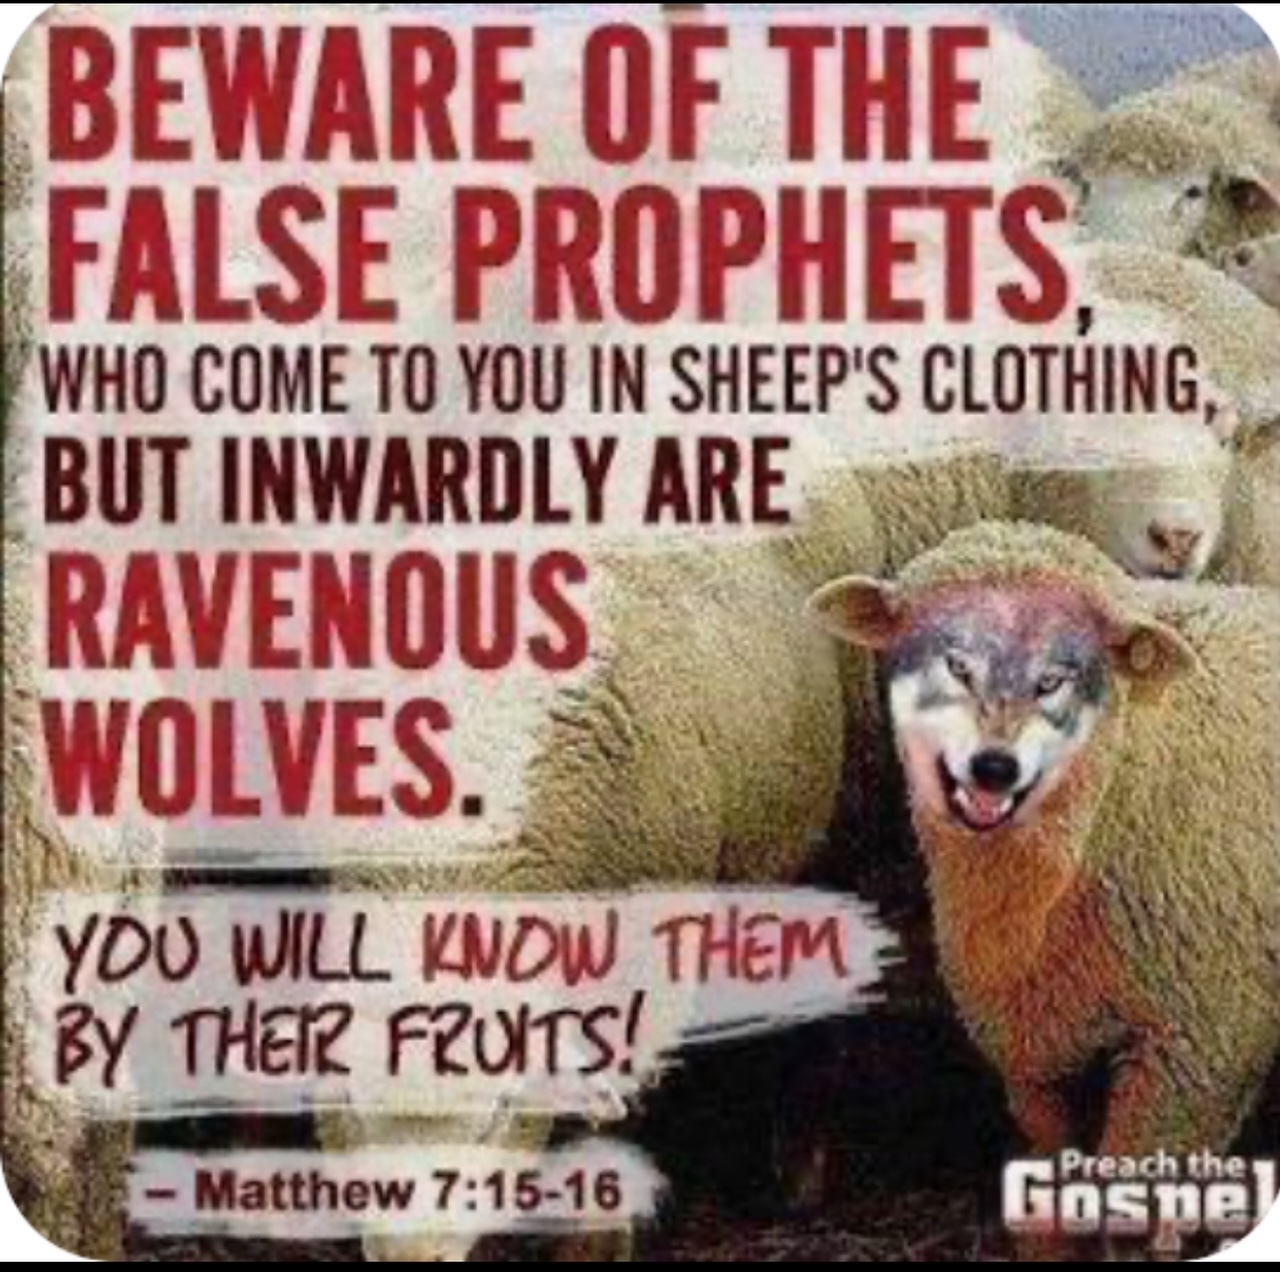 BEWARE OF THE
FALSE PROPHETS,
WHO COME TO YOU IN SHEEP'S CLOTHING,
BUT INWARDLY ARE
RAVENOUS
WOLVES.
YOU WILL KNOW THEM
BY THEIR FRUITS!
– Matthew 7:15-16
Preach the
Gospel